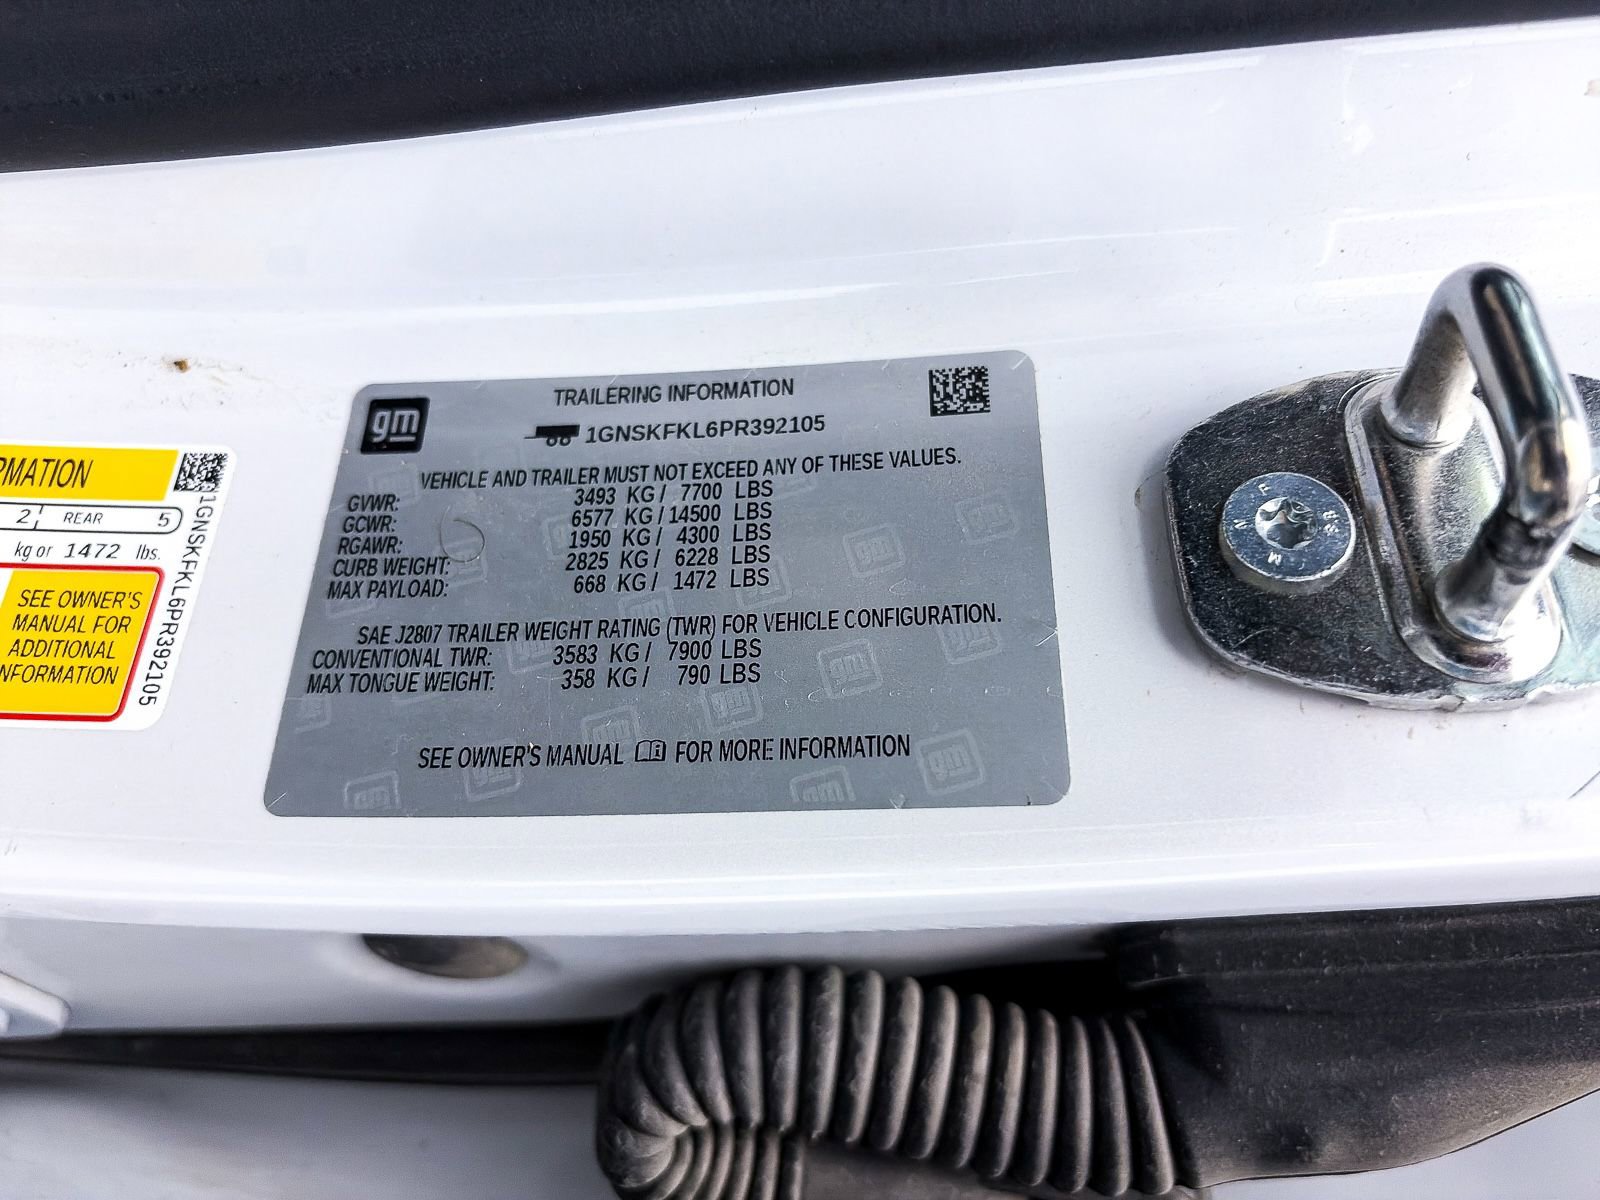 gm
TRAILERING INFORMATION
1GNSKFKL6PR392105
VEHICLE AND TRAILER MUST NOT EXCEED ANY OF THESE VALUES.
GVWR: 3493 KG / 7700 LBS
GCWR: 6577 KG / 14500 LBS
RGAWR: 1950 KG / 4300 LBS
CURB WEIGHT: 2825 KG / 6228 LBS
MAX PAYLOAD: 668 KG / 1472 LBS
SAE J2807 TRAILER WEIGHT RATING (TWR) FOR VEHICLE CONFIGURATION.
CONVENTIONAL TWR: 3583 KG / 7900 LBS
MAX TONGUE WEIGHT: 358 KG / 790 LBS
SEE OWNER'S MANUAL FOR MORE INFORMATION
RMATION
2 REAR 5
kg or 1472 lbs.
SEE OWNER'S
MANUAL FOR
ADDITIONAL
INFORMATION
1GNSKFKL6PR392105